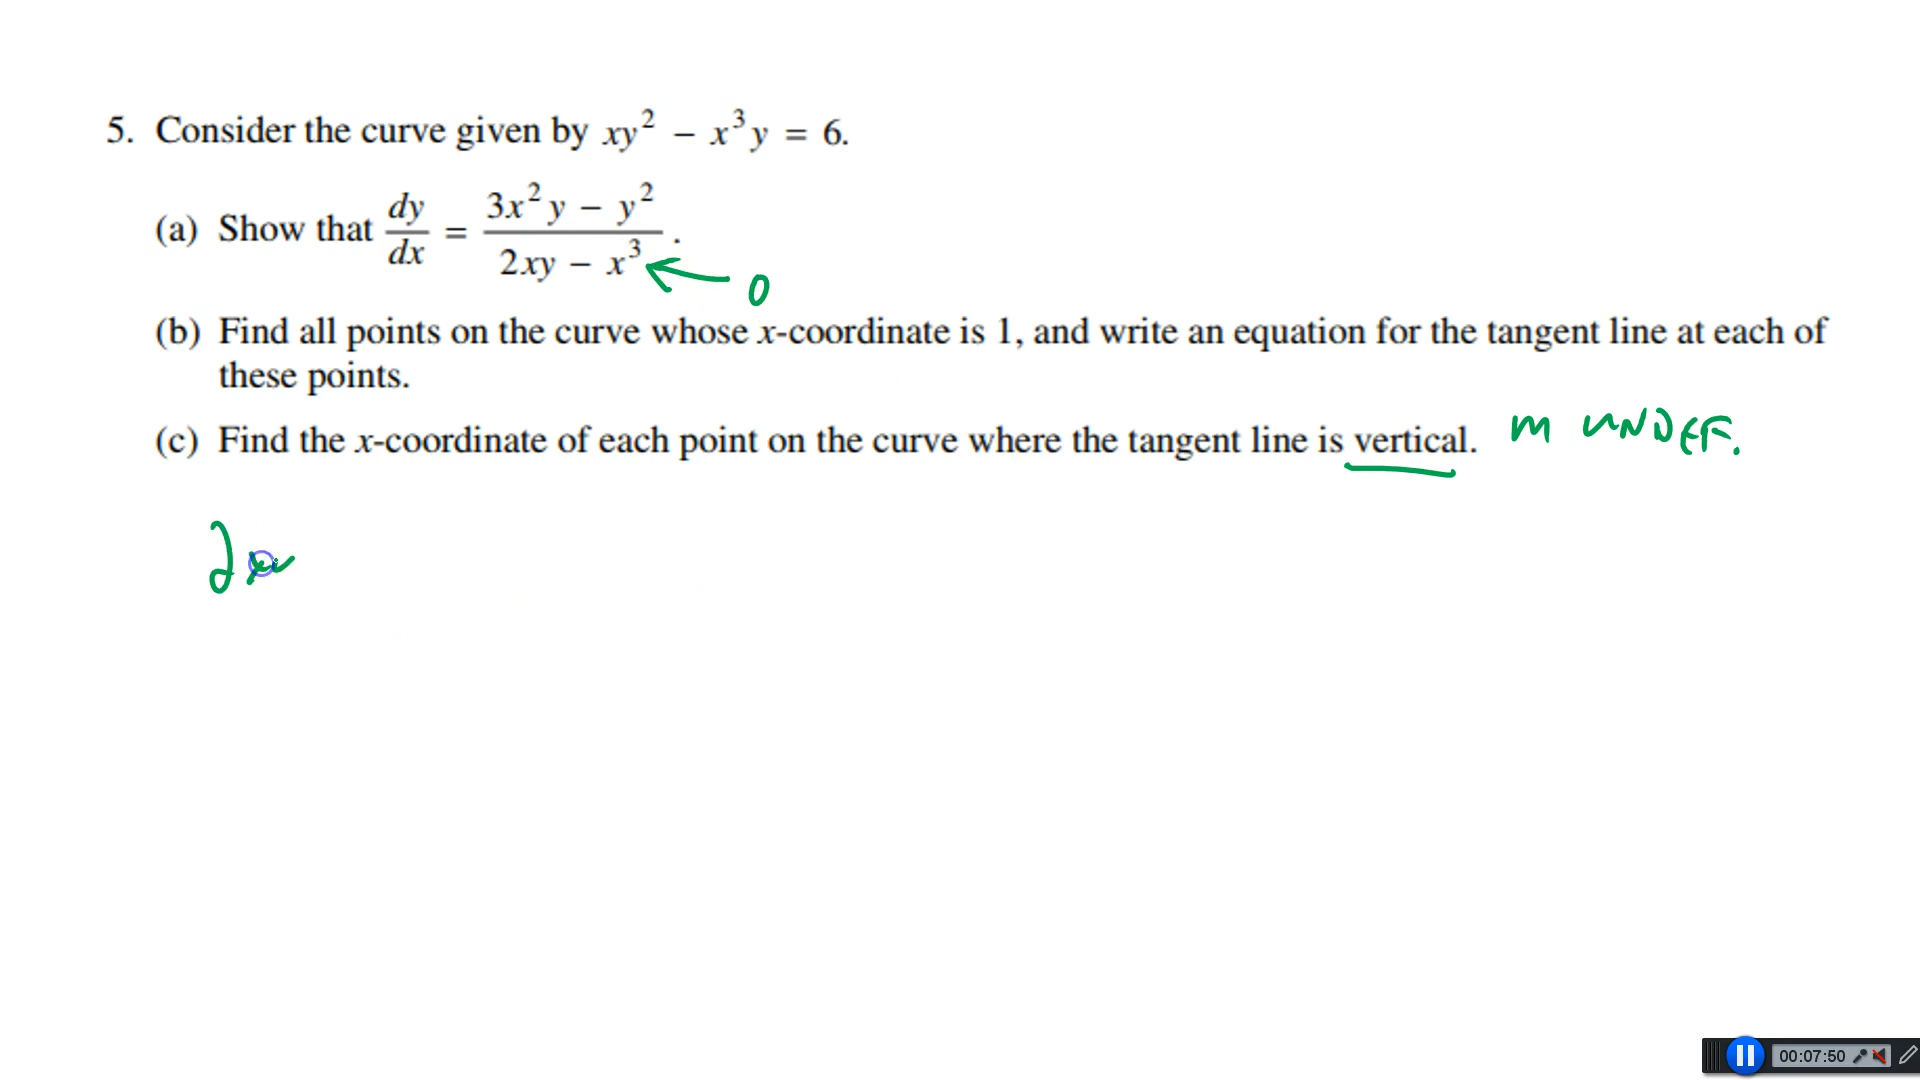 5. Consider the curve given by xy² − x³y = 6.
(a) Show that dy/dx = (3x²y − y²)/(2xy − x³).
0
(b) Find all points on the curve whose x-coordinate is 1, and write an equation for the tangent line at each of
these points.
(c) Find the x-coordinate of each point on the curve where the tangent line is vertical. m UNDEF.
2x
00:07:50